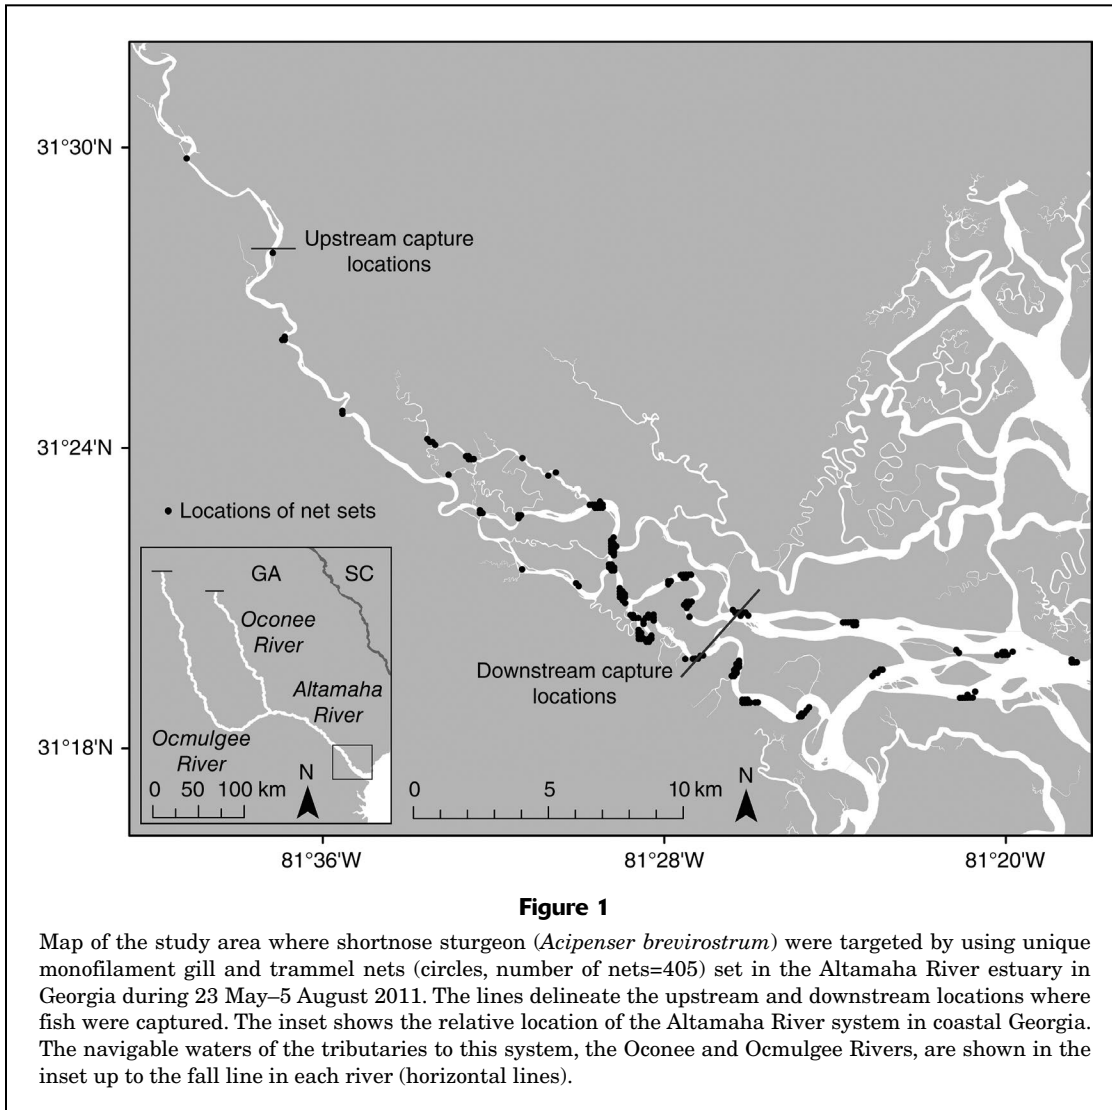 31°30'N
Upstream capture
locations
31°24'N
Locations of net sets
GA
SC
Oconee
River
Altamaha
River
Ocmulgee
River
0 50 100 km
N
Downstream capture
locations
31°18'N
0 5 10 km
N
81°36'W
81°28'W
81°20'W
Figure 1
Map of the study area where shortnose sturgeon (Acipenser brevirostrum) were targeted by using unique
monofilament gill and trammel nets (circles, number of nets=405) set in the Altamaha River estuary in
Georgia during 23 May–5 August 2011. The lines delineate the upstream and downstream locations where
fish were captured. The inset shows the relative location of the Altamaha River system in coastal Georgia.
The navigable waters of the tributaries to this system, the Oconee and Ocmulgee Rivers, are shown in the
inset up to the fall line in each river (horizontal lines).